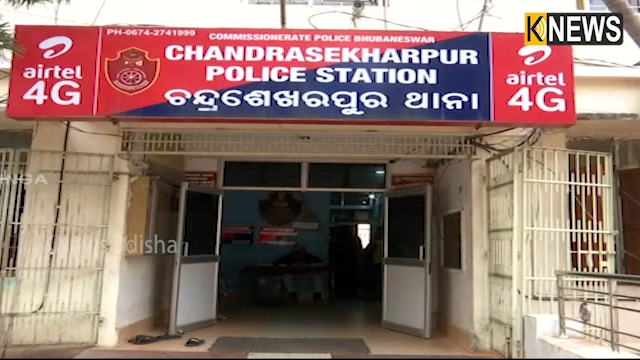 PH-0674-2741999 COMMISSIONERATE POLICE BHUBANESWAR
airtel 4G
CHANDRASEKHARPUR
POLICE STATION
ଚନ୍ଦ୍ରଶେଖରପୁର ଥାନା
airtel 4G
KNEWS